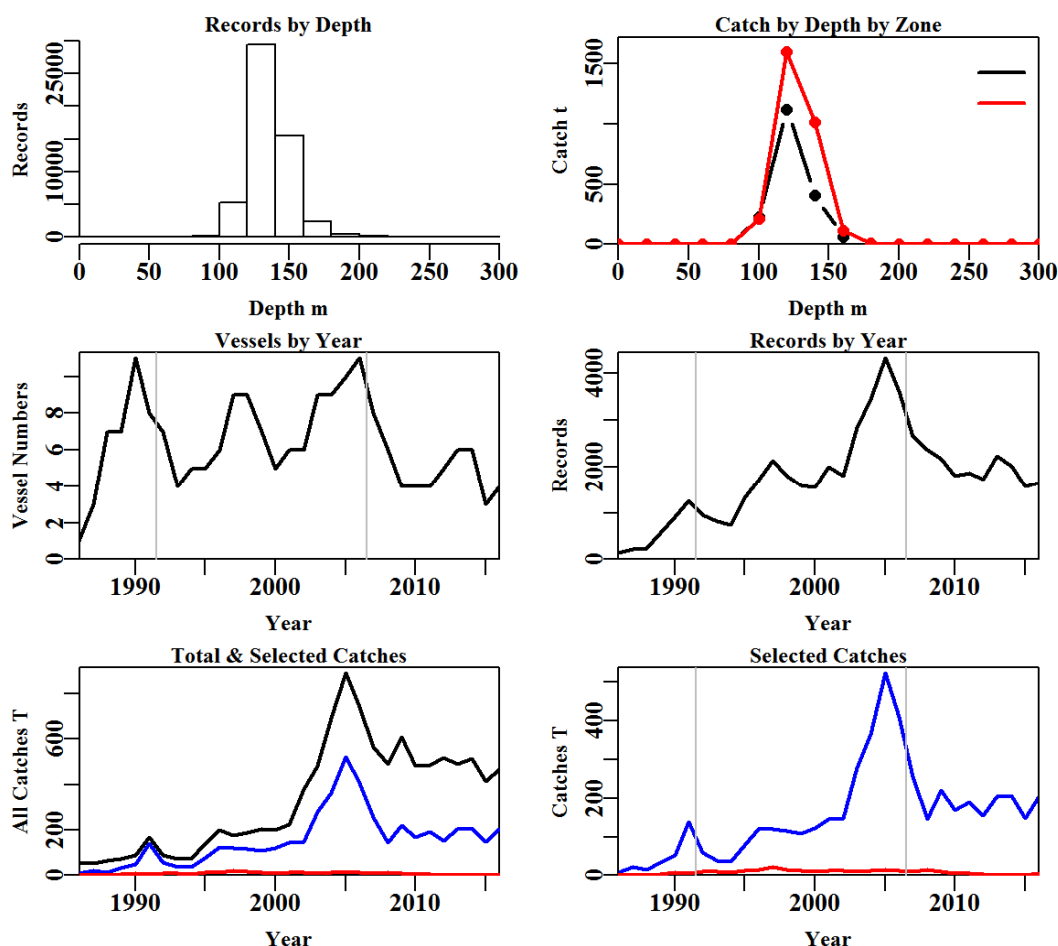 Records by Depth
Records
0
10000
25000
0 50 100 150 200 250 300
Depth m
Catch by Depth by Zone
Catch t
0
500
1500
0 50 100 150 200 250 300
Depth m
Vessels by Year
Vessel Numbers
0
2
4
6
8
1990 2000 2010
Year
Records by Year
Records
0
2000
4000
1990 2000 2010
Year
Total & Selected Catches
All Catches T
0
200
600
1990 2000 2010
Year
Selected Catches
Catches T
0
200
400
1990 2000 2010
Year